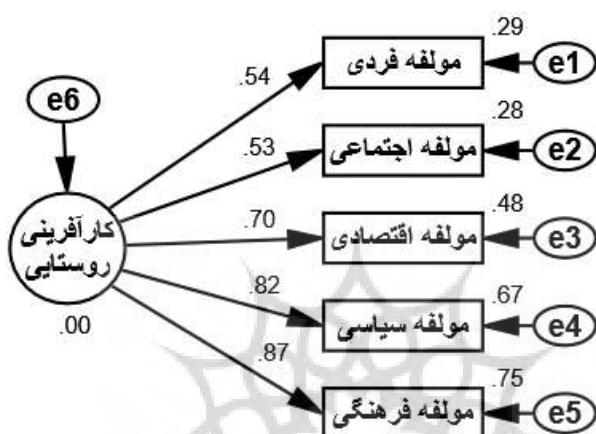 .29
مولفه فردی
e1
.54
e6
.28
مولفه اجتماعی
e2
.53
.48
مولفه اقتصادی
e3
.70
کارآفرینی
روستایی
.00
.67
مولفه سیاسی
e4
.82
.75
مولفه فرهنگی
e5
.87